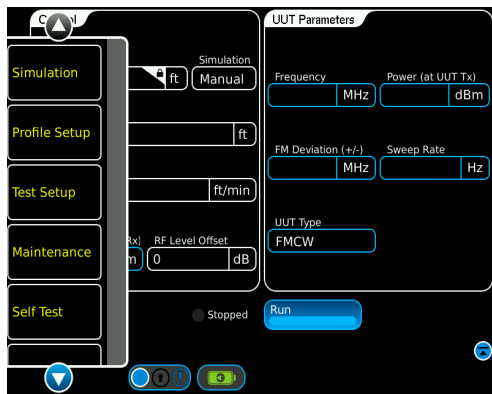 C    ol
UUT Parameters
Simulation
Simulation
ft
Manual
Frequency
Power (at UUT Tx)
MHz
dBm
Profile Setup
ft
FM Deviation (+/-)
Sweep Rate
MHz
Hz
Test Setup
ft/min
UUT Type
FMCW
Maintenance
Rx)
RF Level Offset
m
0
dB
Self Test
Stopped
Run